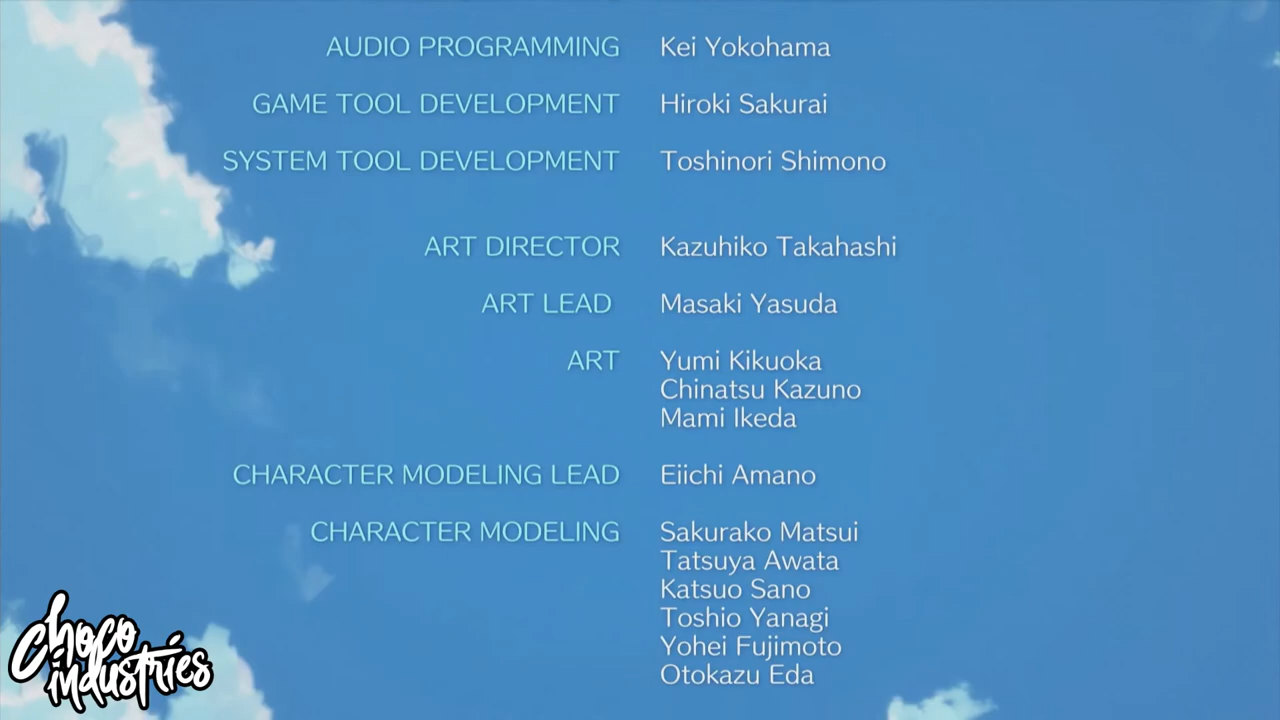 AUDIO PROGRAMMING Kei Yokohama
GAME TOOL DEVELOPMENT Hiroki Sakurai
SYSTEM TOOL DEVELOPMENT Toshinori Shimono
ART DIRECTOR Kazuhiko Takahashi
ART LEAD Masaki Yasuda
ART Yumi Kikuoka
Chinatsu Kazuno
Mami Ikeda
CHARACTER MODELING LEAD Eiichi Amano
CHARACTER MODELING Sakurako Matsui
Tatsuya Awata
Katsuo Sano
Toshio Yanagi
Yohei Fujimoto
Otokazu Eda
choco
industries